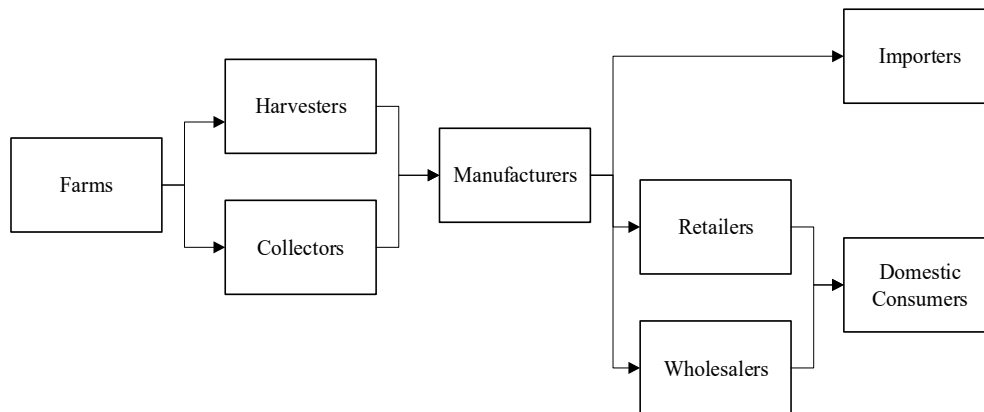 Farms
Harvesters
Collectors
Manufacturers
Importers
Retailers
Wholesalers
Domestic
Consumers